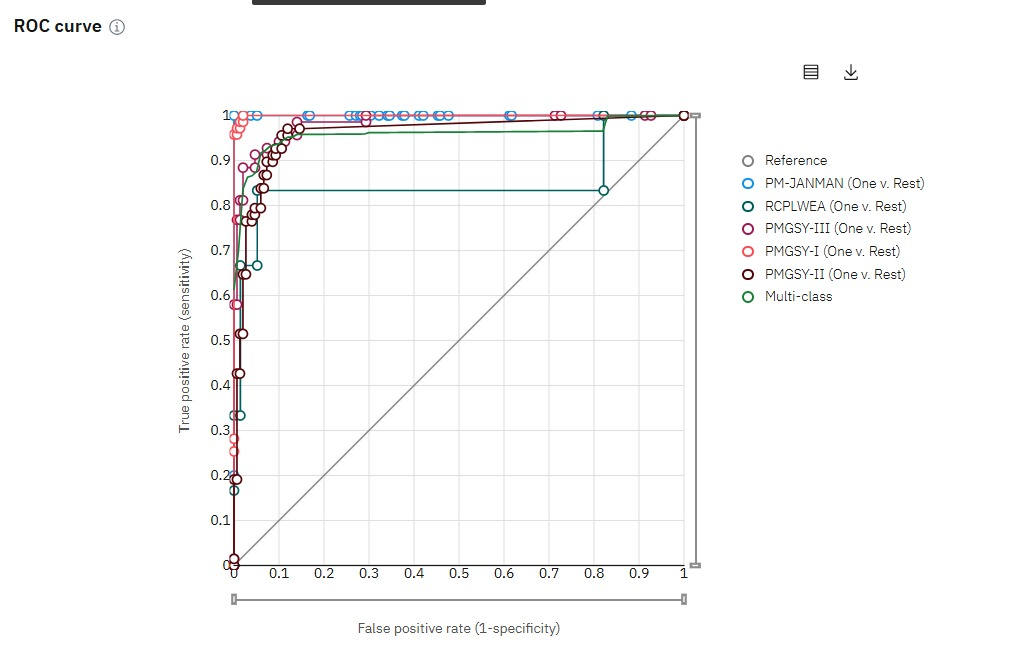 ROC curve
Reference
PM-JANMAN (One v. Rest)
RCPLWEA (One v. Rest)
PMGSY-III (One v. Rest)
PMGSY-I (One v. Rest)
PMGSY-II (One v. Rest)
Multi-class
True positive rate (sensitivity)
1
0.9
0.8
0.7
0.6
0.5
0.4
0.3
0.2
0.1
0
0 0.1 0.2 0.3 0.4 0.5 0.6 0.7 0.8 0.9 1
False positive rate (1-specificity)